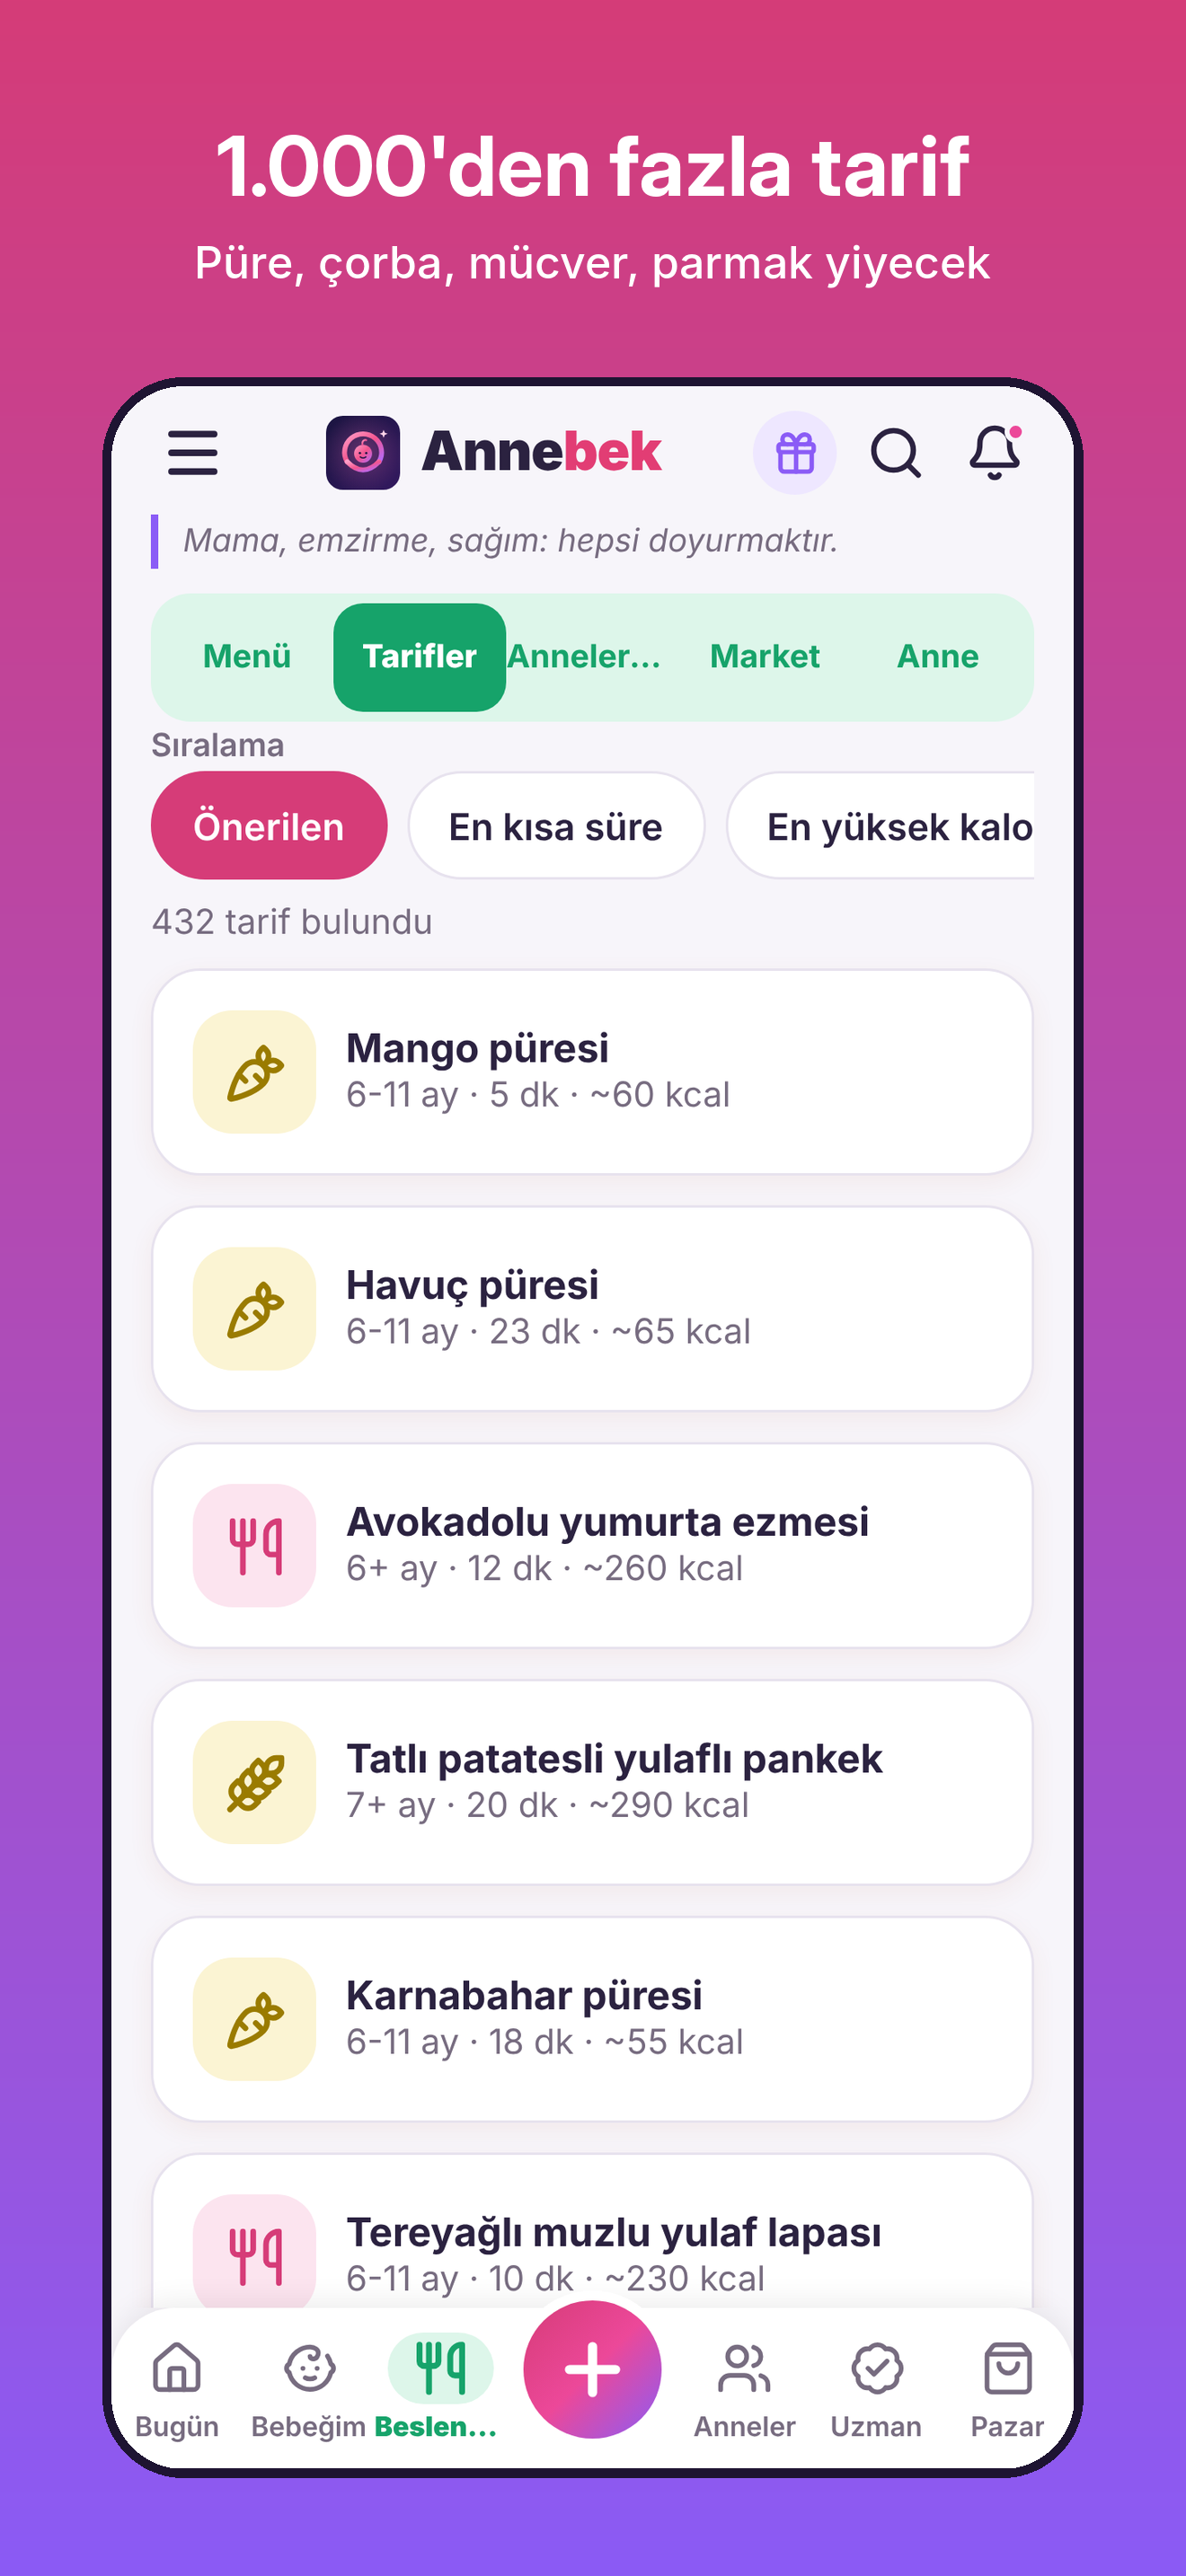 1.000'den fazla tarif
Püre, çorba, mücver, parmak yiyecek
Annebek
Mama, emzirme, sağım: hepsi doyurmaktır.
Menü Tarifler Anneler... Market Anne
Sıralama
Önerilen En kısa süre En yüksek kalo
432 tarif bulundu
Mango püresi
6-11 ay · 5 dk · ~60 kcal
Havuç püresi
6-11 ay · 23 dk · ~65 kcal
Avokadolu yumurta ezmesi
6+ ay · 12 dk · ~260 kcal
Tatlı patatesli yulaflı pankek
7+ ay · 20 dk · ~290 kcal
Karnabahar püresi
6-11 ay · 18 dk · ~55 kcal
Tereyağlı muzlu yulaf lapası
6-11 ay · 10 dk · ~230 kcal
Bugün Bebeğim Beslen... Anneler Uzman Pazar